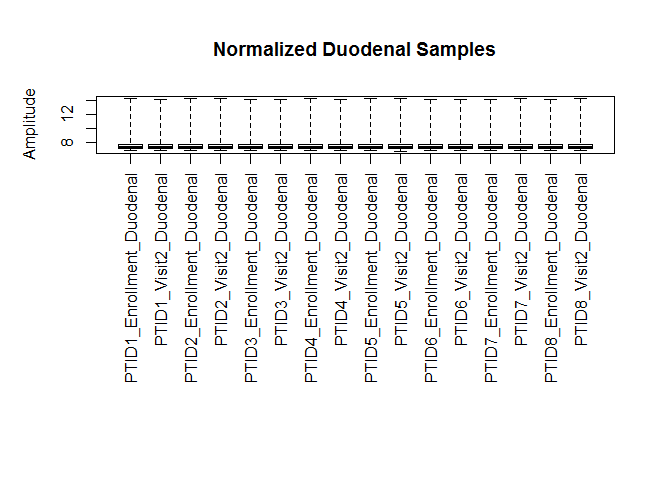 Normalized Duodenal Samples
Amplitude
12
8
PTID1_Enrollment_Duodenal
PTID1_Visit2_Duodenal
PTID2_Enrollment_Duodenal
PTID2_Visit2_Duodenal
PTID3_Enrollment_Duodenal
PTID3_Visit2_Duodenal
PTID4_Enrollment_Duodenal
PTID4_Visit2_Duodenal
PTID5_Enrollment_Duodenal
PTID5_Visit2_Duodenal
PTID6_Enrollment_Duodenal
PTID6_Visit2_Duodenal
PTID7_Enrollment_Duodenal
PTID7_Visit2_Duodenal
PTID8_Enrollment_Duodenal
PTID8_Visit2_Duodenal